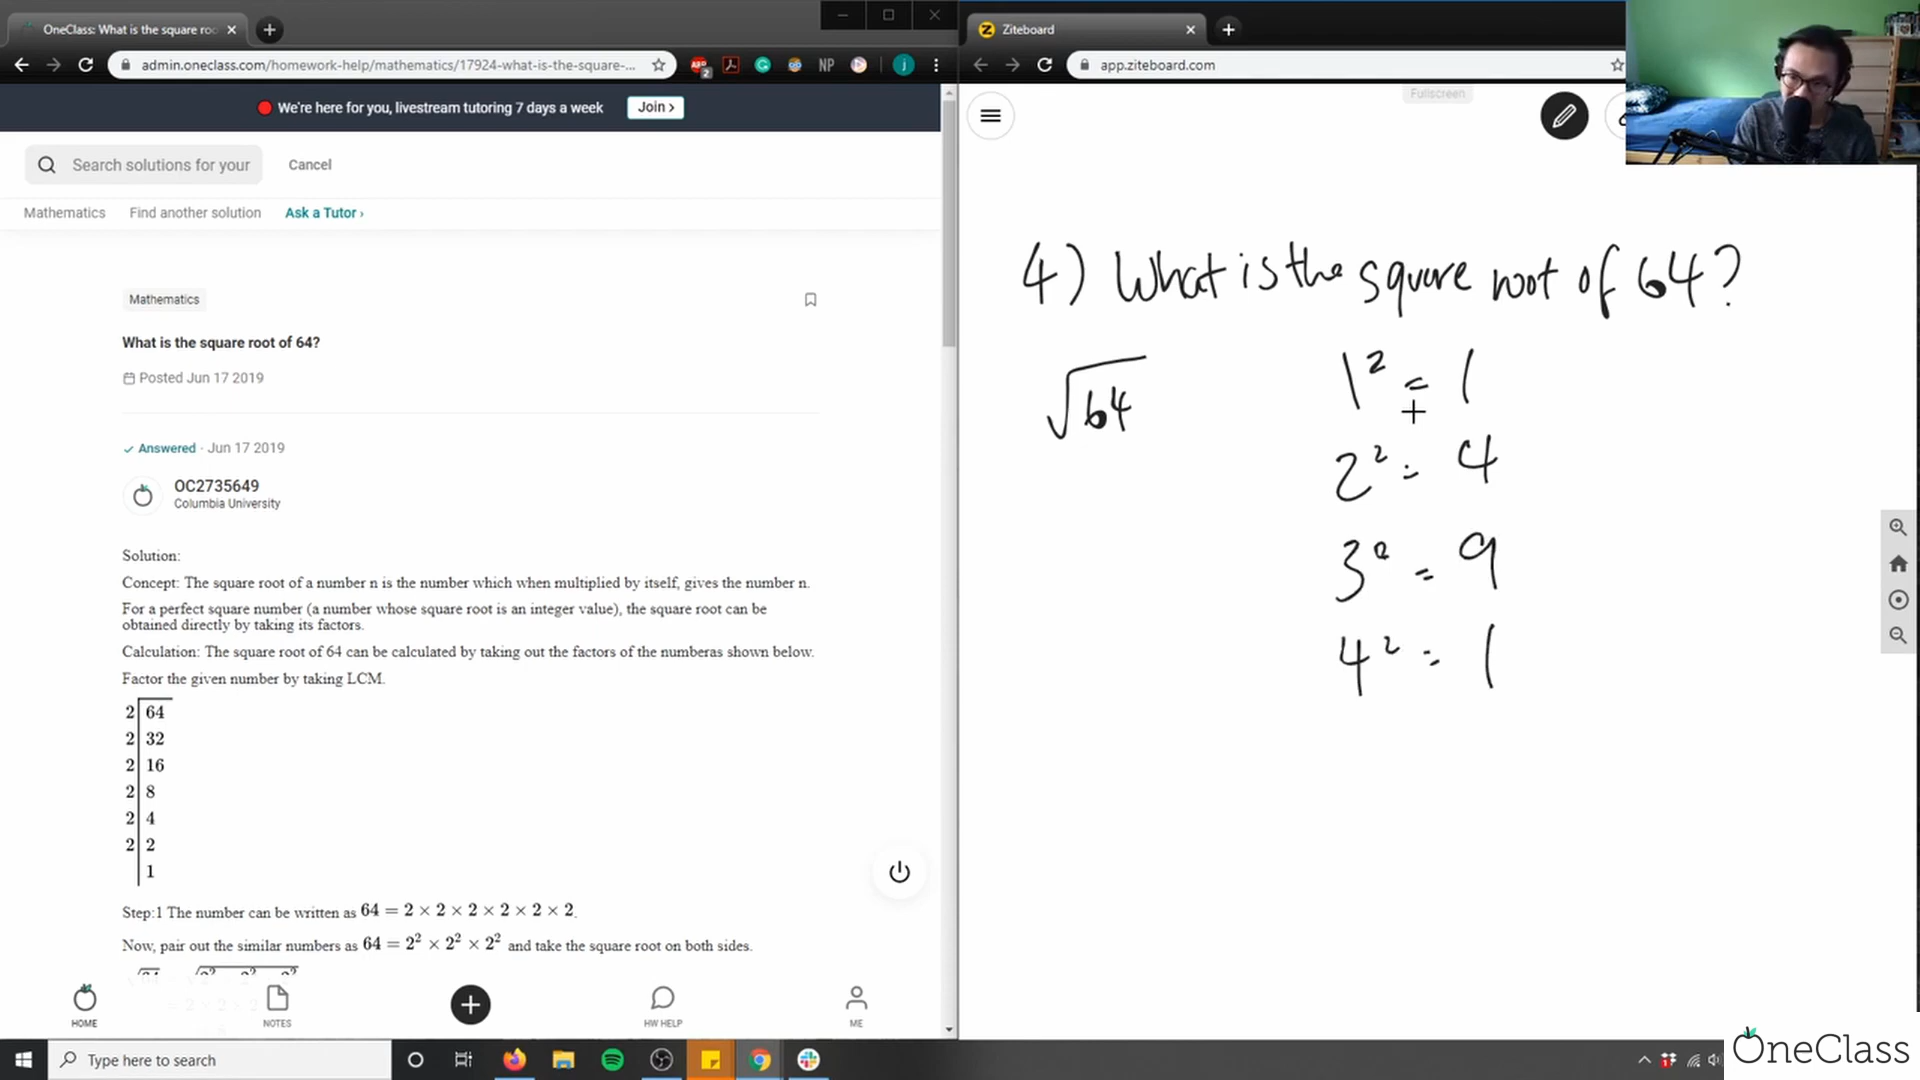 OneClass: What is the square roo
Ziteboard
admin.oneclass.com/homework-help/mathematics/17924-what-is-the-square-...
2
NP
j
app.ziteboard.com
Fullscreen
We're here for you, livestream tutoring 7 days a week
Join ›
Search solutions for your
Cancel
Mathematics
Find another solution
Ask a Tutor ›
Mathematics
What is the square root of 64?
Posted Jun 17 2019
Answered · Jun 17 2019
OC2735649
Columbia University
Solution:
Concept: The square root of a number n is the number which when multiplied by itself, gives the number n.
For a perfect square number (a number whose square root is an integer value), the square root can be
obtained directly by taking its factors.
Calculation: The square root of 64 can be calculated by taking out the factors of the numberas shown below.
Factor the given number by taking LCM.
2 64
2 32
2 16
2 8
2 4
2 2
1
Step:1 The number can be written as 64 = 2 × 2 × 2 × 2 × 2 × 2.
Now, pair out the similar numbers as 64 = 2² × 2² × 2² and take the square root on both sides.
HOME
NOTES
HW HELP
ME
4) What is the square root of 64?
√64
1² = 1
2² = 4
3² = 9
4² = 1
Type here to search
OneClass